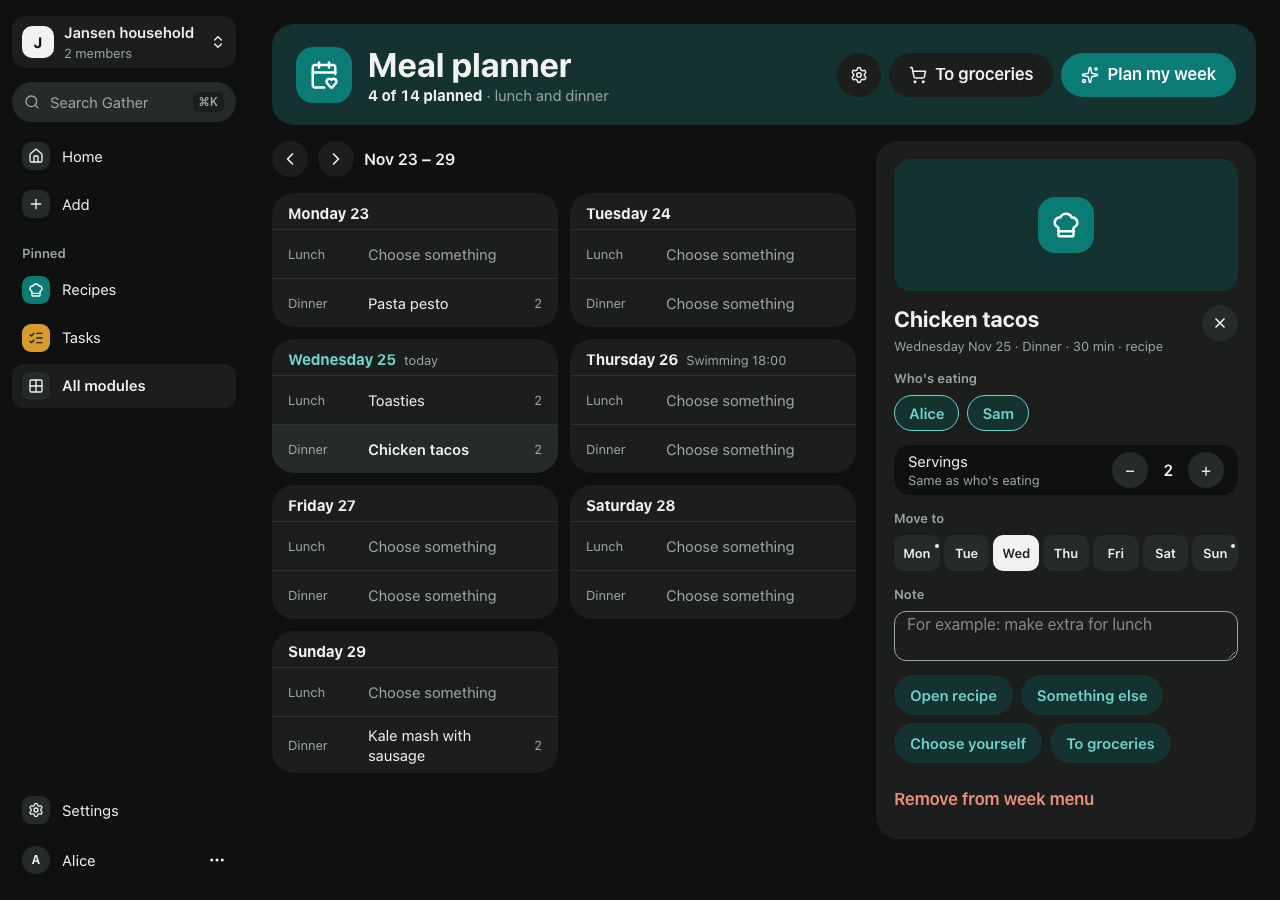 J
Jansen household
2 members
Search Gather
⌘K
Home
Add
Pinned
Recipes
Tasks
All modules
Settings
A
Alice
Meal planner
4 of 14 planned · lunch and dinner
To groceries
Plan my week
Nov 23 – 29
Monday 23
Lunch
Choose something
Dinner
Pasta pesto
2
Tuesday 24
Lunch
Choose something
Dinner
Choose something
Wednesday 25 today
Lunch
Toasties
2
Dinner
Chicken tacos
2
Thursday 26 Swimming 18:00
Lunch
Choose something
Dinner
Choose something
Friday 27
Lunch
Choose something
Dinner
Choose something
Saturday 28
Lunch
Choose something
Dinner
Choose something
Sunday 29
Lunch
Choose something
Dinner
Kale mash with
sausage
2
Chicken tacos
Wednesday Nov 25 · Dinner · 30 min · recipe
Who's eating
Alice
Sam
Servings
Same as who's eating
− 2 +
Move to
Mon Tue Wed Thu Fri Sat Sun
Note
For example: make extra for lunch
Open recipe
Something else
Choose yourself
To groceries
Remove from week menu